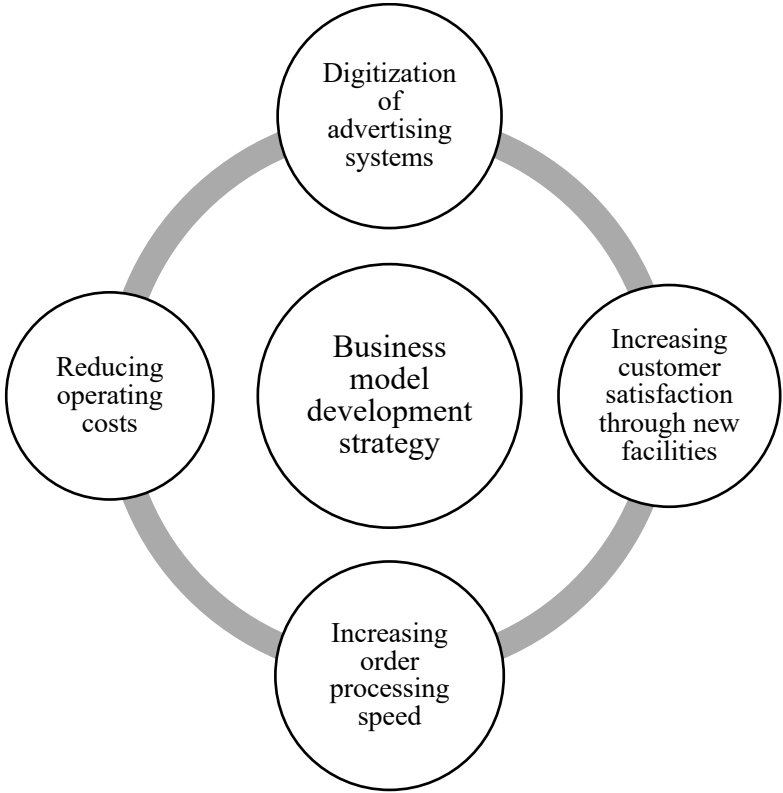 Digitization
of
advertising
systems
Business
model
development
strategy
Reducing
operating
costs
Increasing
customer
satisfaction
through new
facilities
Increasing
order
processing
speed